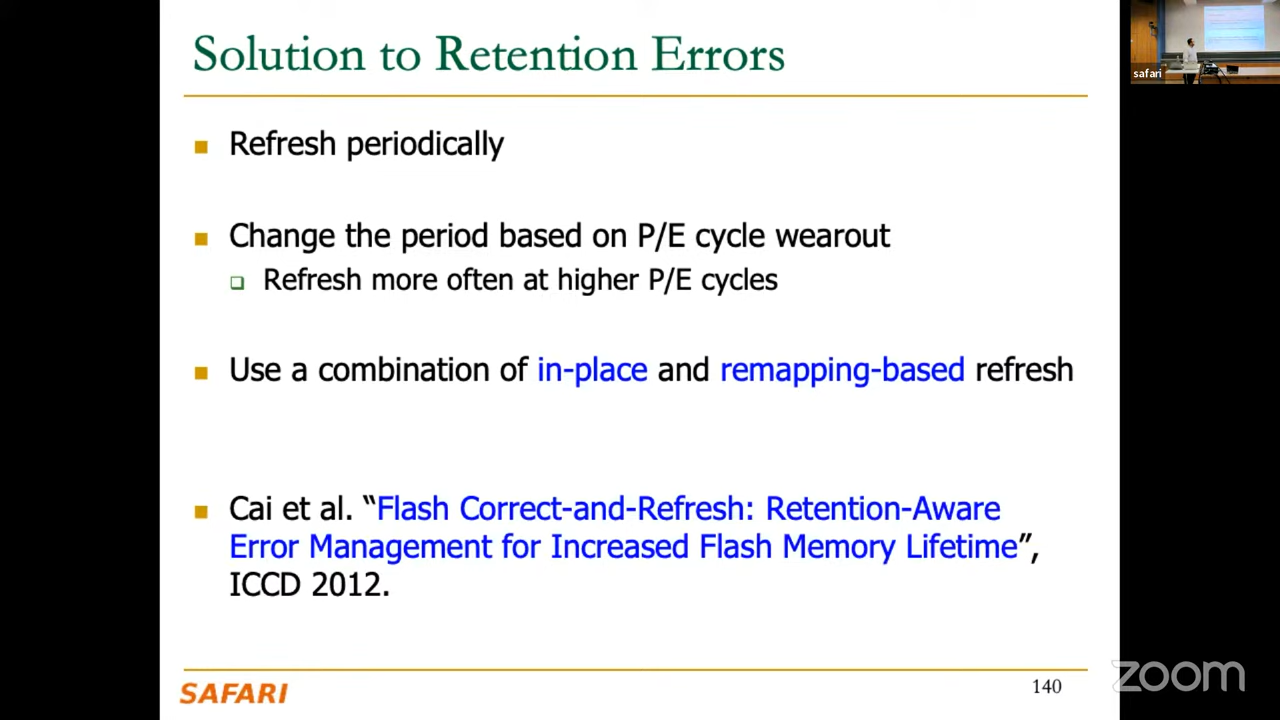 Solution to Retention Errors
safari
■ Refresh periodically
■ Change the period based on P/E cycle wearout
❑ Refresh more often at higher P/E cycles
■ Use a combination of in-place and remapping-based refresh
■ Cai et al. “Flash Correct-and-Refresh: Retention-Aware
Error Management for Increased Flash Memory Lifetime”,
ICCD 2012.
SAFARI
140
zoom